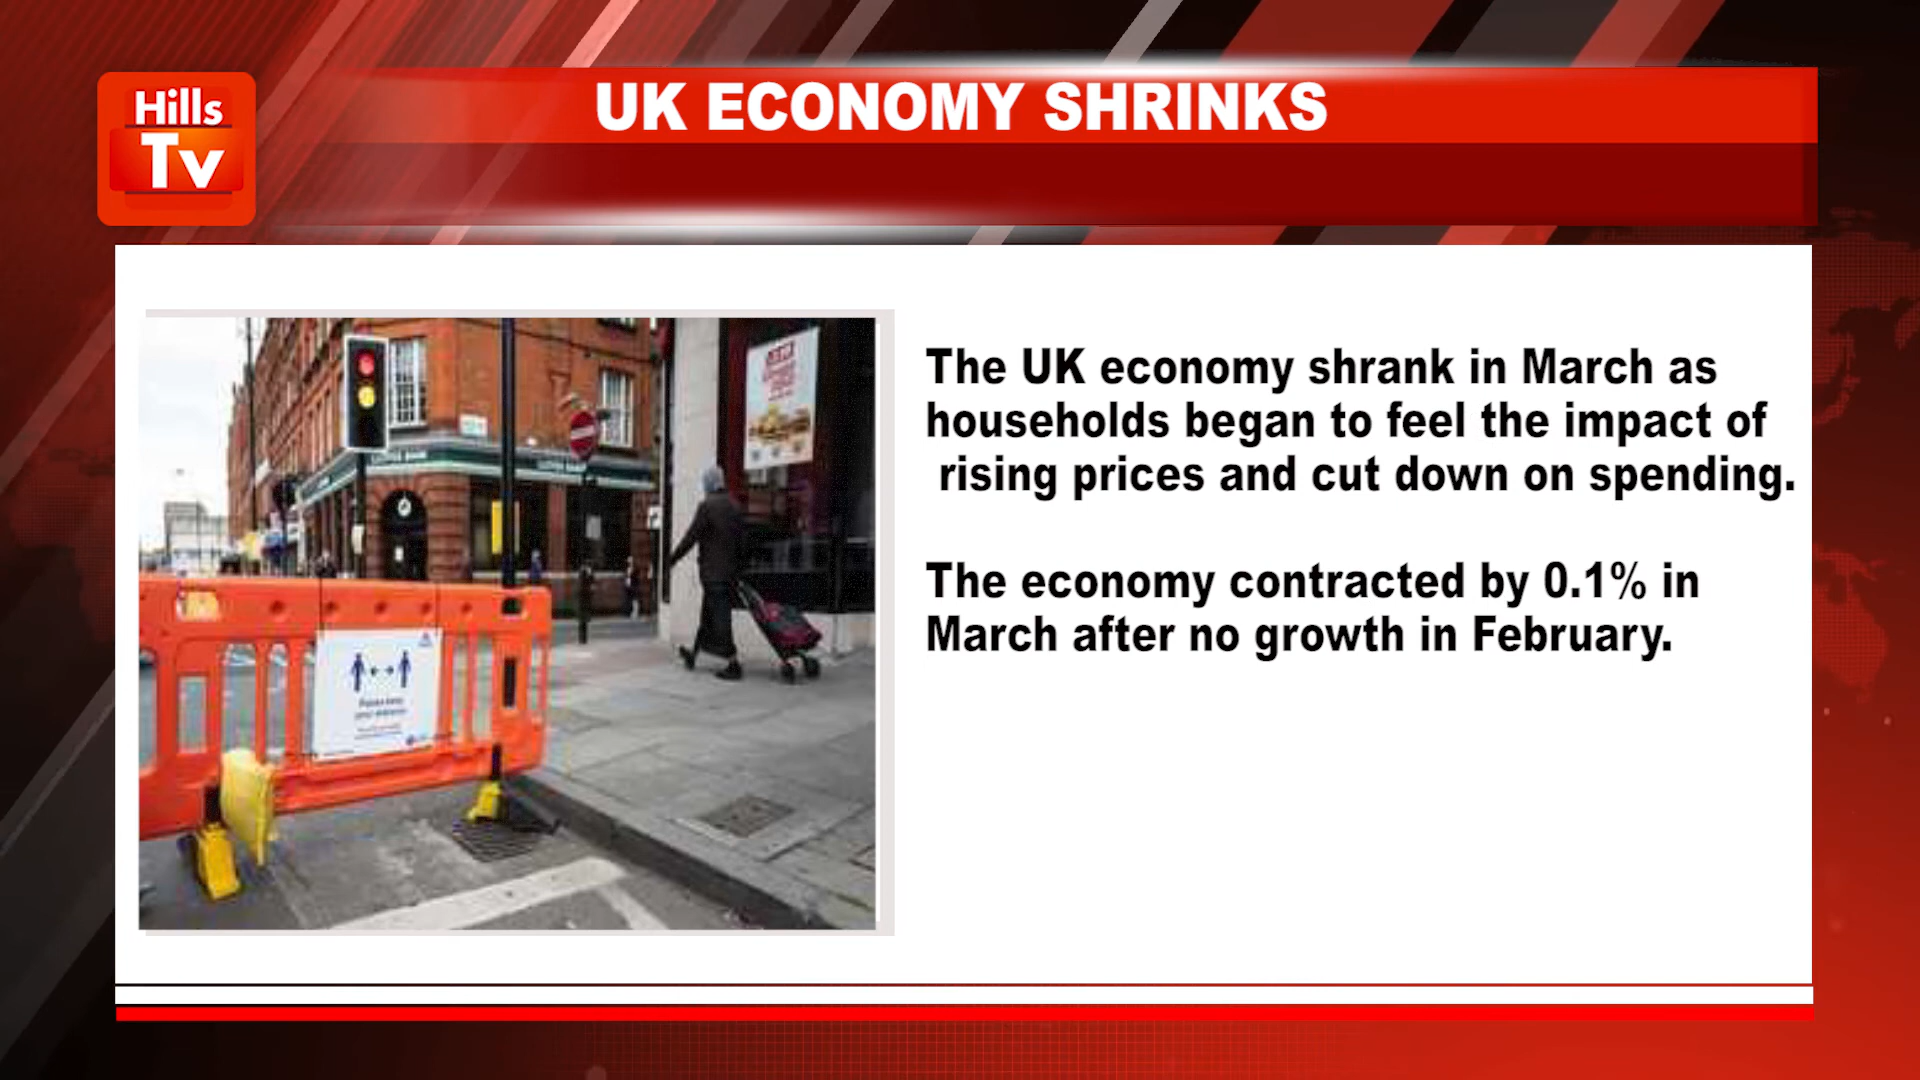 Hills
Tv
UK ECONOMY SHRINKS
The UK economy shrank in March as
households began to feel the impact of
rising prices and cut down on spending.
The economy contracted by 0.1% in
March after no growth in February.